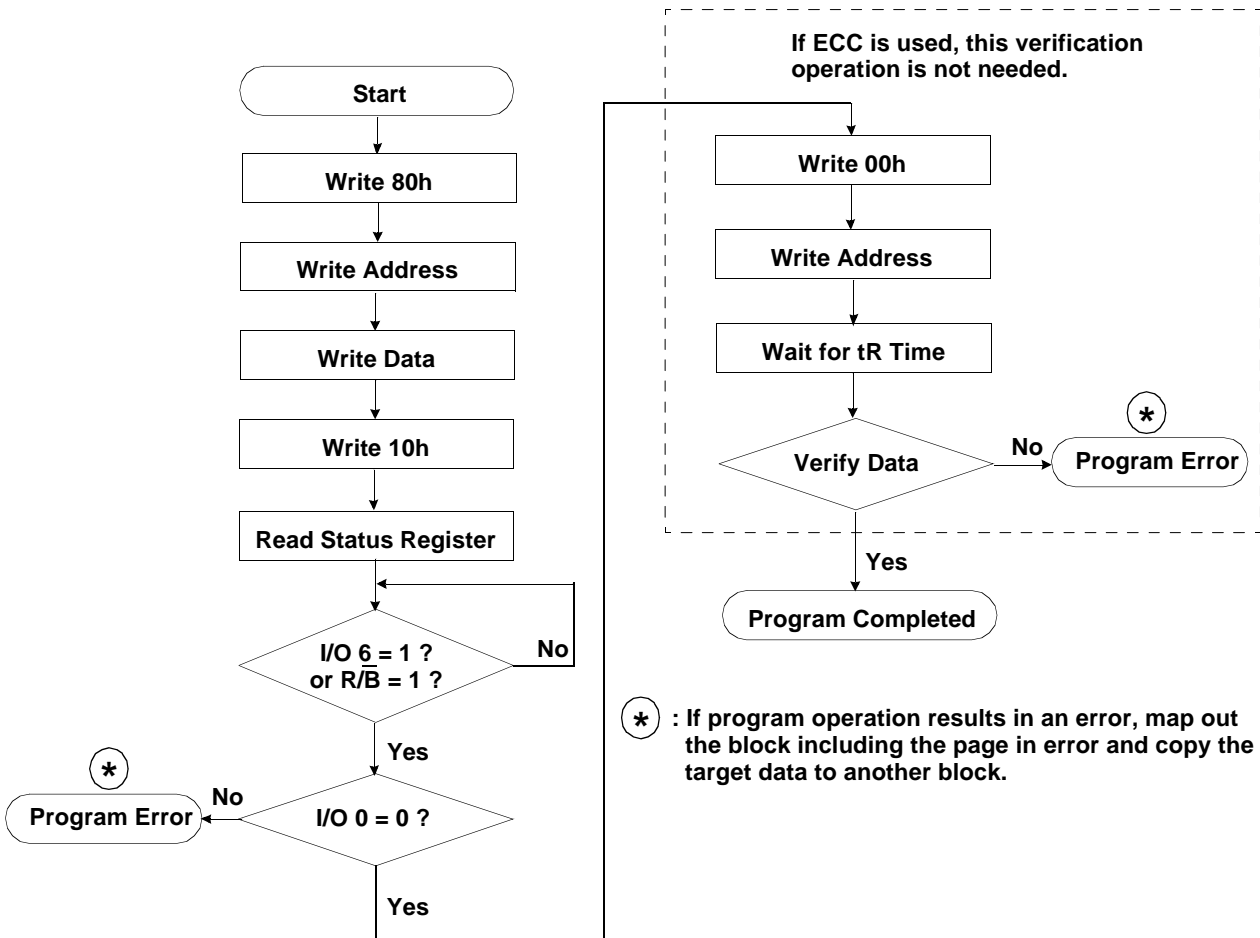 Start
Write 80h
Write Address
Write Data
Write 10h
Read Status Register
I/O 6 = 1 ?
or R/B̅ = 1 ?
No
Yes
*
Program Error
No
I/O 0 = 0 ?
Yes
If ECC is used, this verification
operation is not needed.
Write 00h
Write Address
Wait for tR Time
Verify Data
No
*
Program Error
Yes
Program Completed
* : If program operation results in an error, map out
the block including the page in error and copy the
target data to another block.